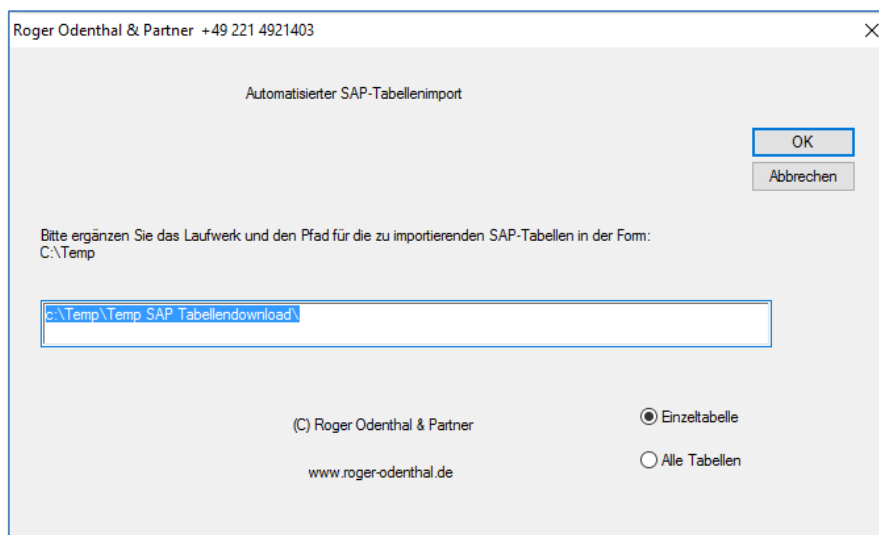 Roger Odenthal & Partner +49 221 4921403
Automatisierter SAP-Tabellenimport
OK
Abbrechen
Bitte ergänzen Sie das Laufwerk und den Pfad für die zu importierenden SAP-Tabellen in der Form:
C:\Temp
c:\Temp\Temp SAP Tabellendownload\
(C) Roger Odenthal & Partner
Einzeltabelle
Alle Tabellen
www.roger-odenthal.de